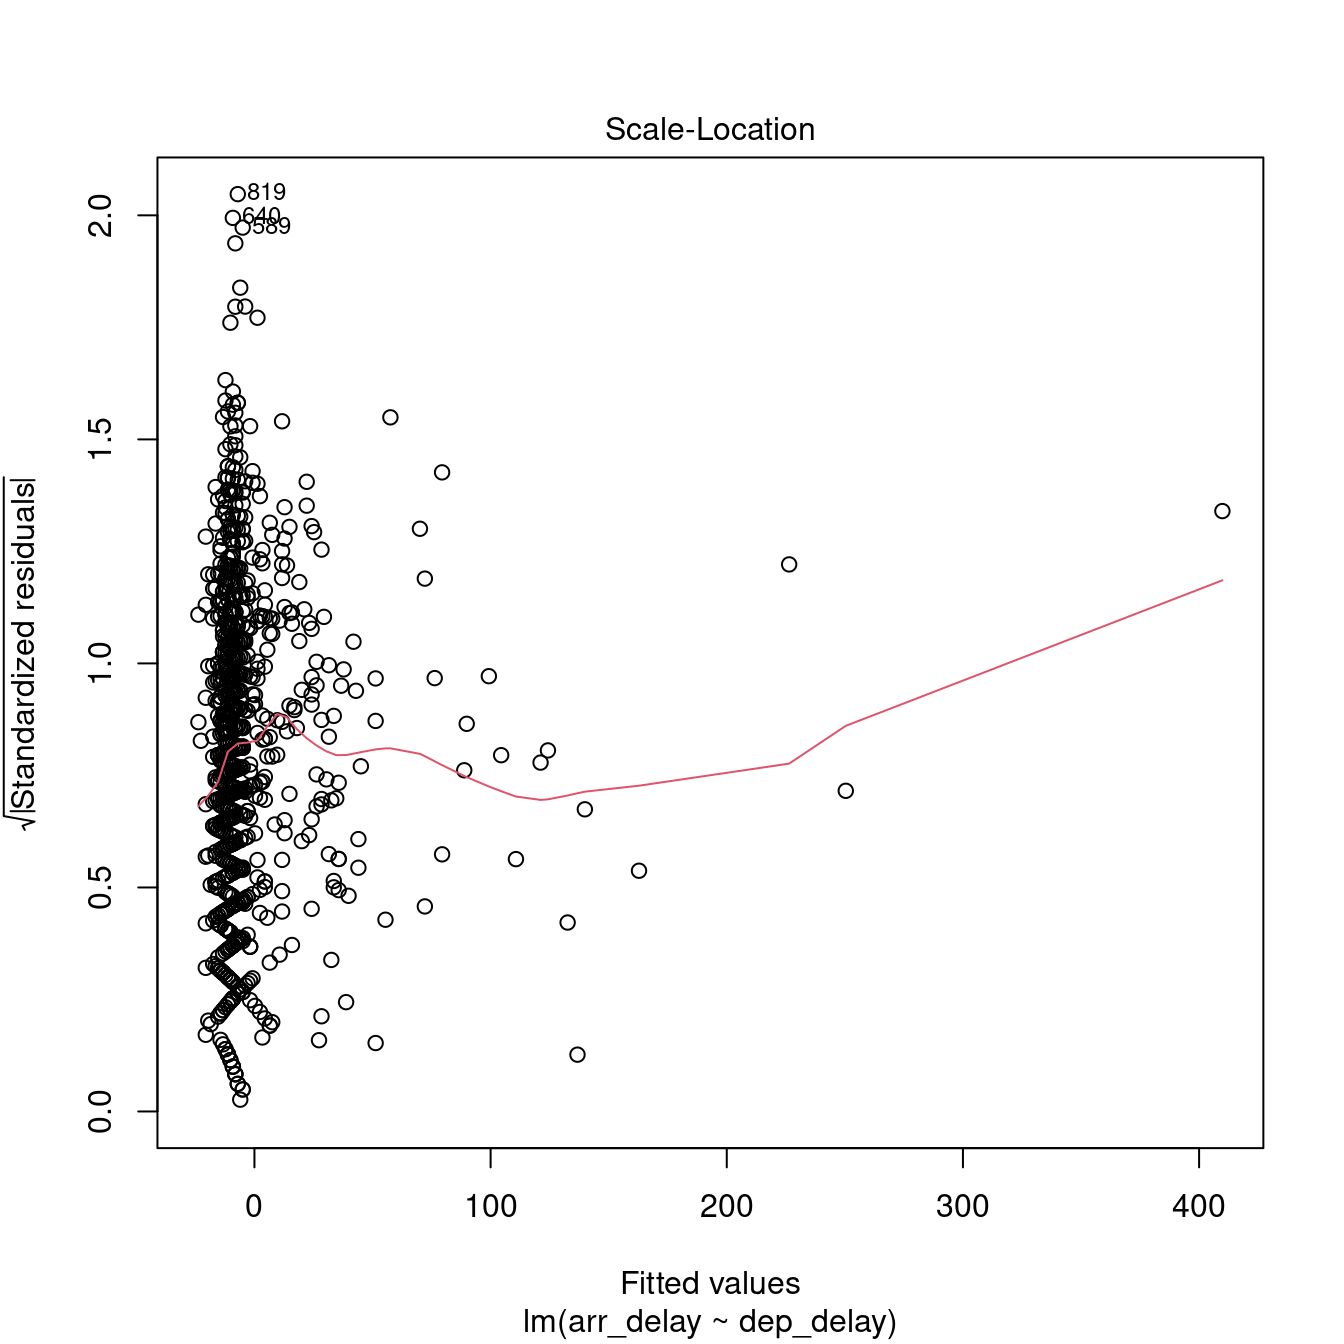 Scale-Location
√|Standardized residuals|
2.0
1.5
1.0
0.5
0.0
819
640
589
0 100 200 300 400
Fitted values
lm(arr_delay ~ dep_delay)